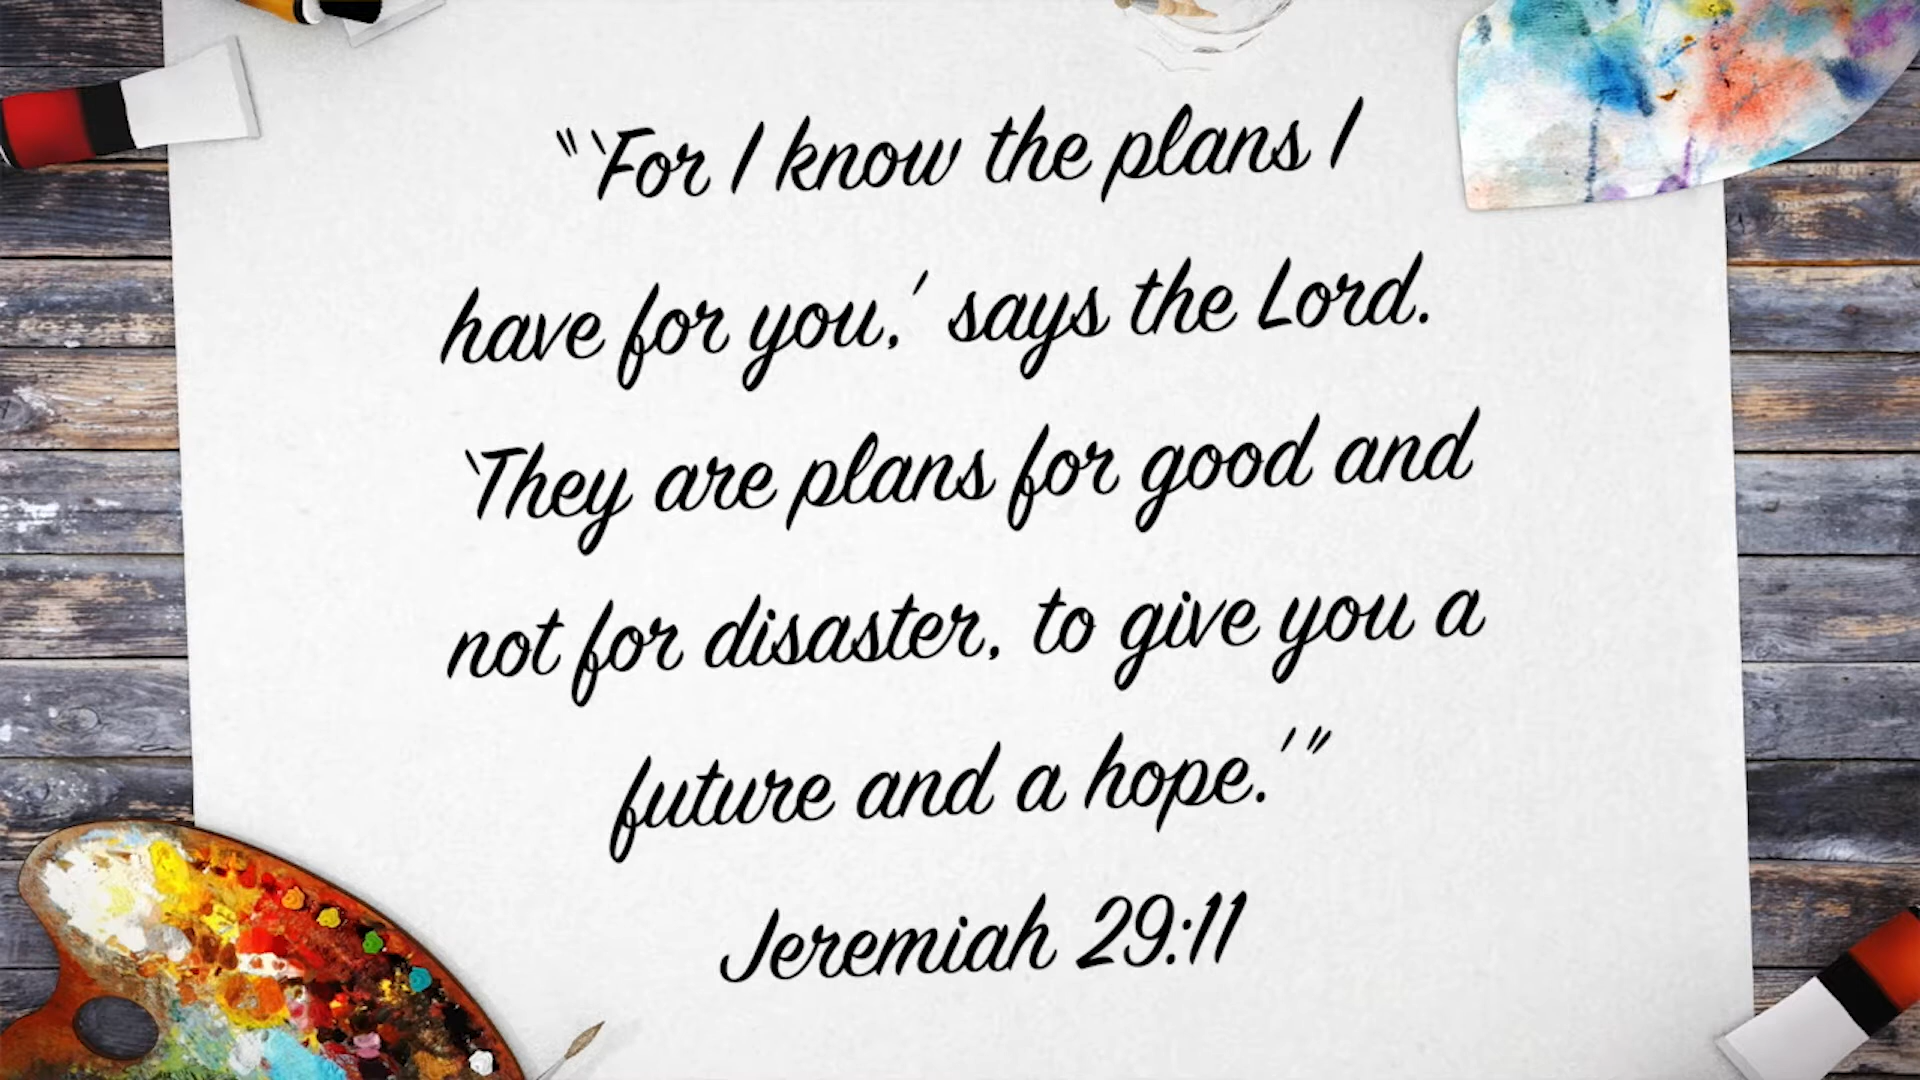 "‘For I know the plans I
have for you,’ says the Lord.
‘They are plans for good and
not for disaster, to give you a
future and a hope.’"
Jeremiah 29:11